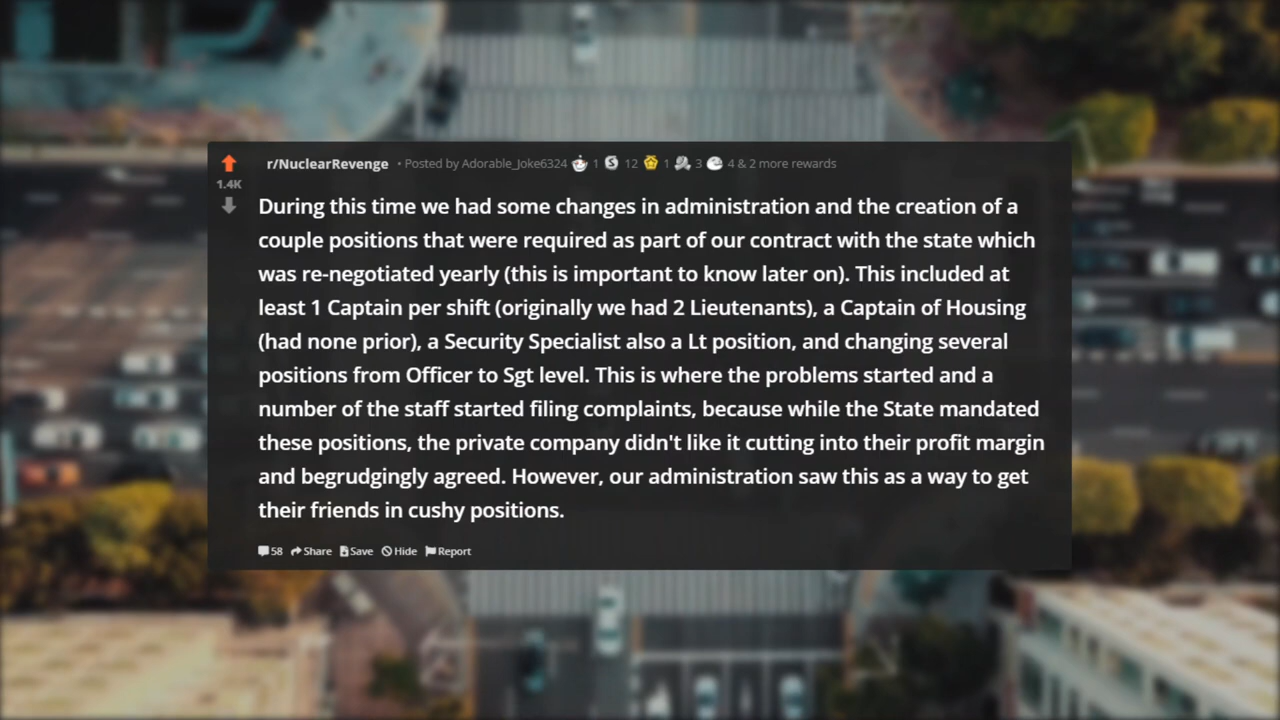 r/NuclearRevenge • Posted by Adorable_Joke6324 1 12 1 3 4 & 2 more rewards
1.4K
During this time we had some changes in administration and the creation of a
couple positions that were required as part of our contract with the state which
was re-negotiated yearly (this is important to know later on). This included at
least 1 Captain per shift (originally we had 2 Lieutenants), a Captain of Housing
(had none prior), a Security Specialist also a Lt position, and changing several
positions from Officer to Sgt level. This is where the problems started and a
number of the staff started filing complaints, because while the State mandated
these positions, the private company didn't like it cutting into their profit margin
and begrudgingly agreed. However, our administration saw this as a way to get
their friends in cushy positions.
58 Share Save Hide Report